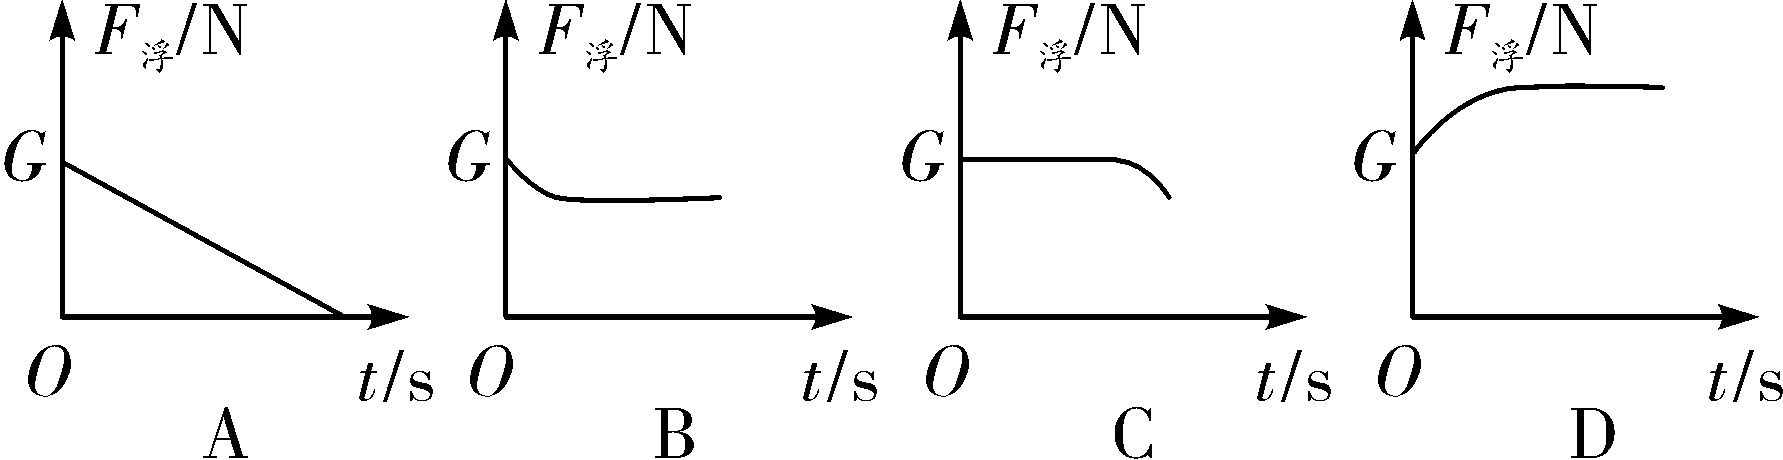 F浮/N F浮/N F浮/N F浮/N
G G G G
O t/s O t/s O t/s O t/s
A B C D